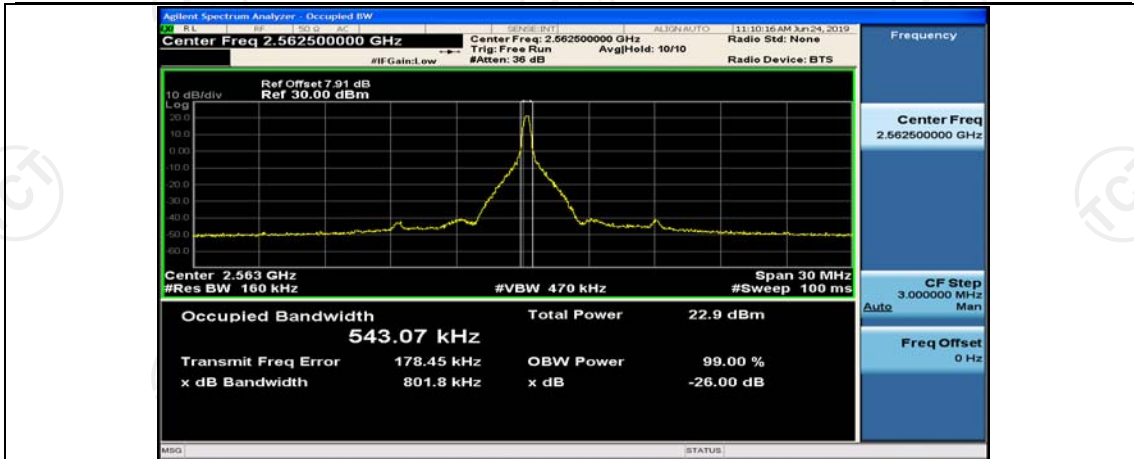 Agilent Spectrum Analyzer - Occupied BW
RL RF 50 Ω AC SENSE:INT ALIGN AUTO 11:10:16 AM Jun 24, 2019
Center Freq 2.562500000 GHz
Center Freq: 2.562500000 GHz
Radio Std: None
Trig: Free Run Avg|Hold: 10/10
#IFGain:Low #Atten: 36 dB Radio Device: BTS
Ref Offset 7.91 dB
10 dB/div Ref 30.00 dBm
Log
20.0
10.0
0.00
-10.0
-20.0
-30.0
-40.0
-50.0
-60.0
Center 2.563 GHz Span 30 MHz
#Res BW 160 kHz #VBW 470 kHz #Sweep 100 ms
Occupied Bandwidth Total Power 22.9 dBm
543.07 kHz
Transmit Freq Error 178.45 kHz OBW Power 99.00 %
x dB Bandwidth 801.8 kHz x dB -26.00 dB
MSG STATUS
Frequency
Center Freq
2.562500000 GHz
CF Step
3.000000 MHz
Auto Man
Freq Offset
0 Hz
TCT
TCT